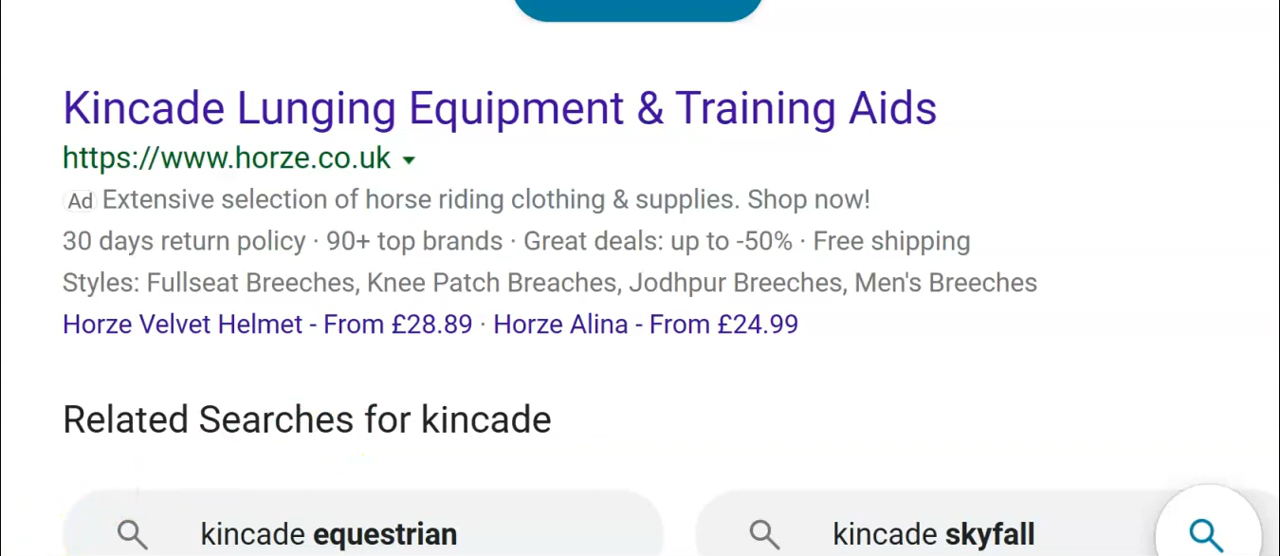 Kincade Lunging Equipment & Training Aids
https://www.horze.co.uk
Ad Extensive selection of horse riding clothing & supplies. Shop now!
30 days return policy · 90+ top brands · Great deals: up to -50% · Free shipping
Styles: Fullseat Breeches, Knee Patch Breaches, Jodhpur Breeches, Men's Breeches
Horze Velvet Helmet - From £28.89 · Horze Alina - From £24.99
Related Searches for kincade
kincade equestrian
kincade skyfall